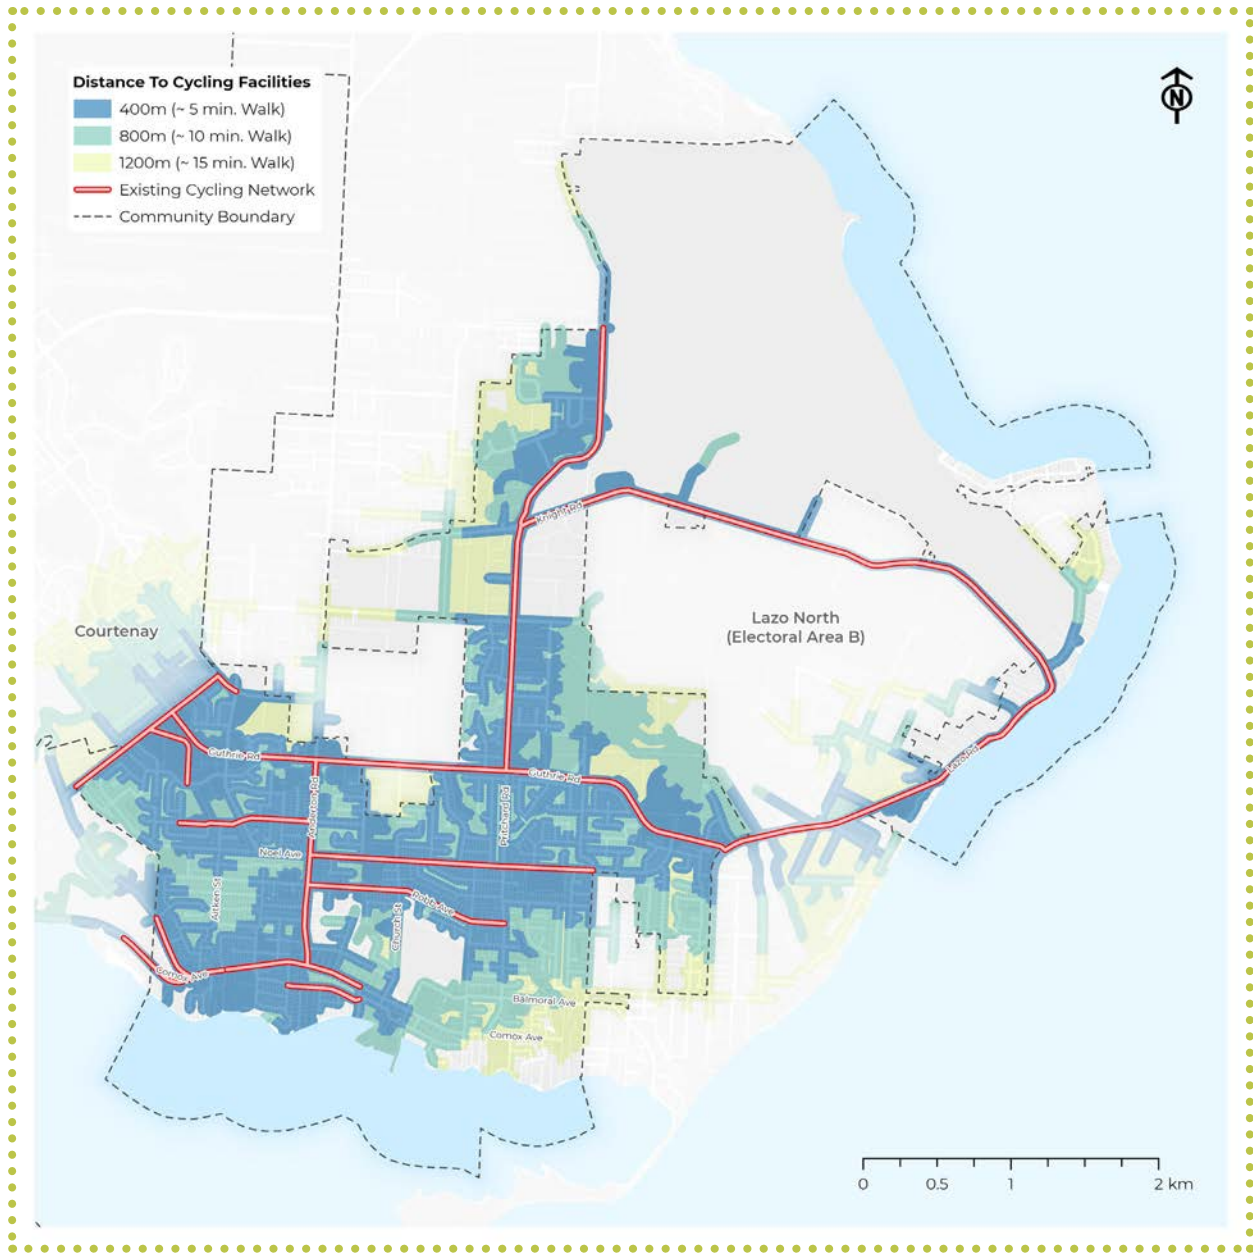 Distance To Cycling Facilities
400m (~ 5 min. Walk)
800m (~ 10 min. Walk)
1200m (~ 15 min. Walk)
Existing Cycling Network
Community Boundary
N
Knight Rd
Lazo North
(Electoral Area B)
Courtenay
Guthrie Rd
Guthrie Rd
Lazo Rd
Anderton Rd
Pritchard Rd
Noel Ave
Aitken St
Robb Ave
Church St
Comox Ave
Balmoral Ave
Comox Ave
0 0.5 1 2 km